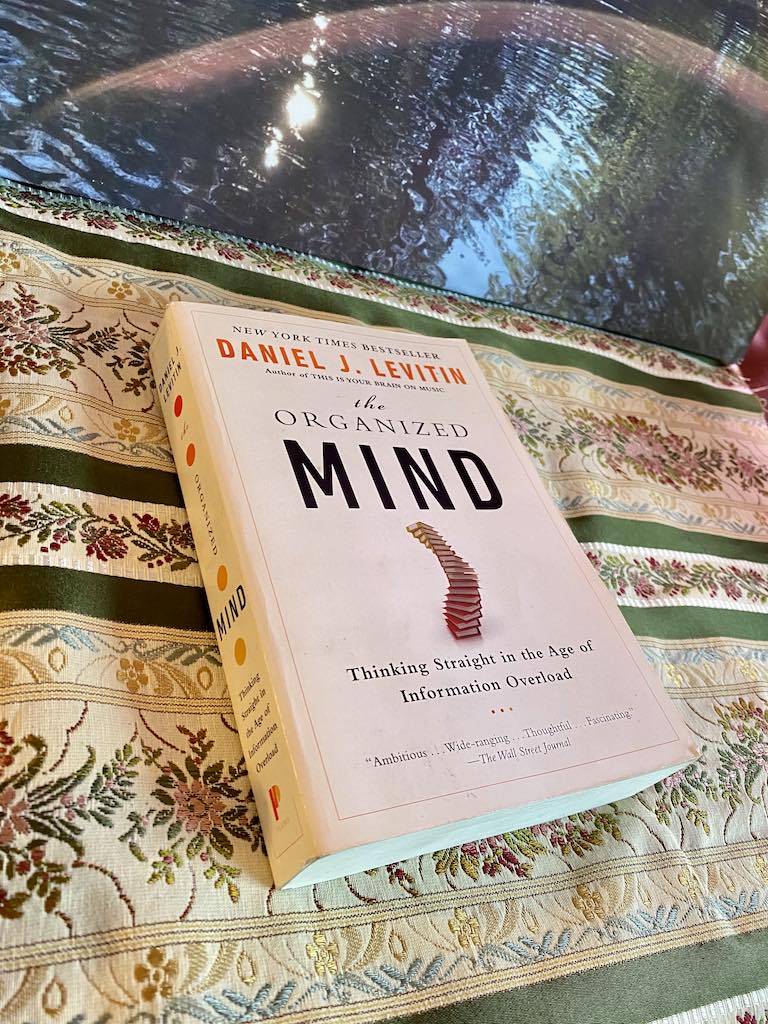 NEW YORK TIMES BESTSELLER
DANIEL J. LEVITIN
Author of THIS IS YOUR BRAIN ON MUSIC
the
ORGANIZED
MIND
Thinking Straight in the Age of
Information Overload
“Ambitious . . . Wide-ranging . . . Thoughtful . . . Fascinating.”
—The Wall Street Journal
DANIEL J.
LEVITIN
the
ORGANIZED
MIND
Thinking
Straight in
the Age of
Information
Overload